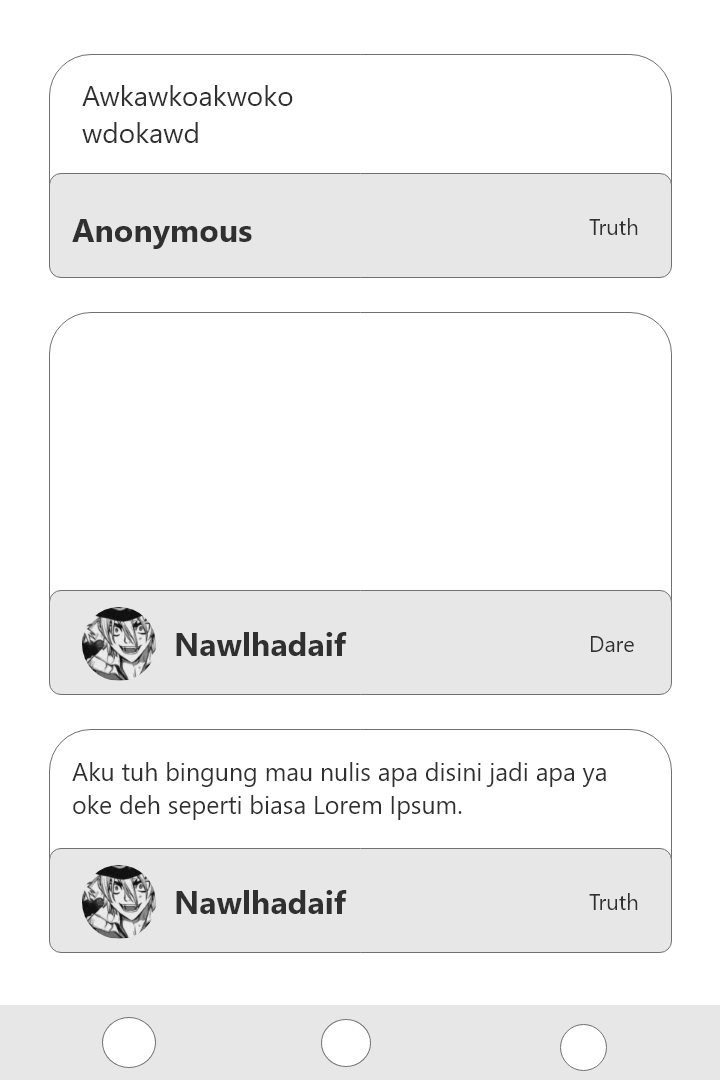 Awkawkoakwoko
wdokawd
Anonymous
Truth
Nawlhadaif
Dare
Aku tuh bingung mau nulis apa disini jadi apa ya
oke deh seperti biasa Lorem Ipsum.
Nawlhadaif
Truth